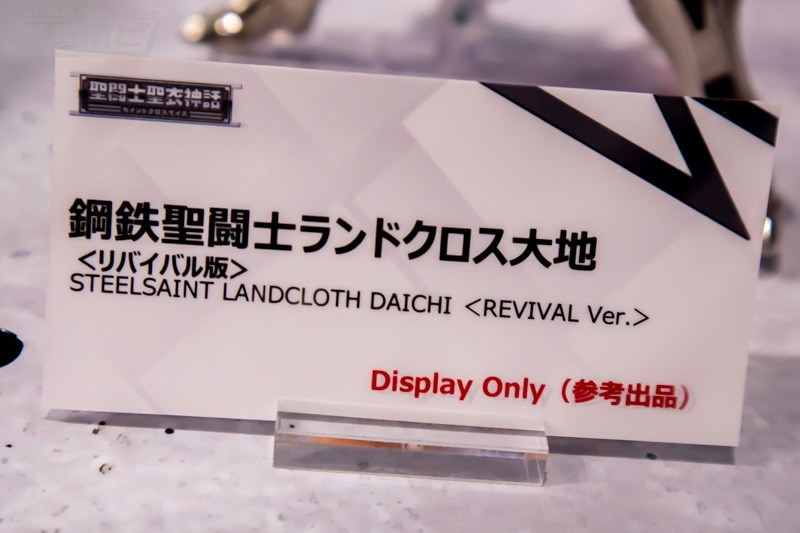 聖闘士聖衣神話
セイントクロスマイス
鋼鉄聖闘士ランドクロス大地
<リバイバル版>
STEELSAINT LANDCLOTH DAICHI <REVIVAL Ver.>
Display Only（参考出品）